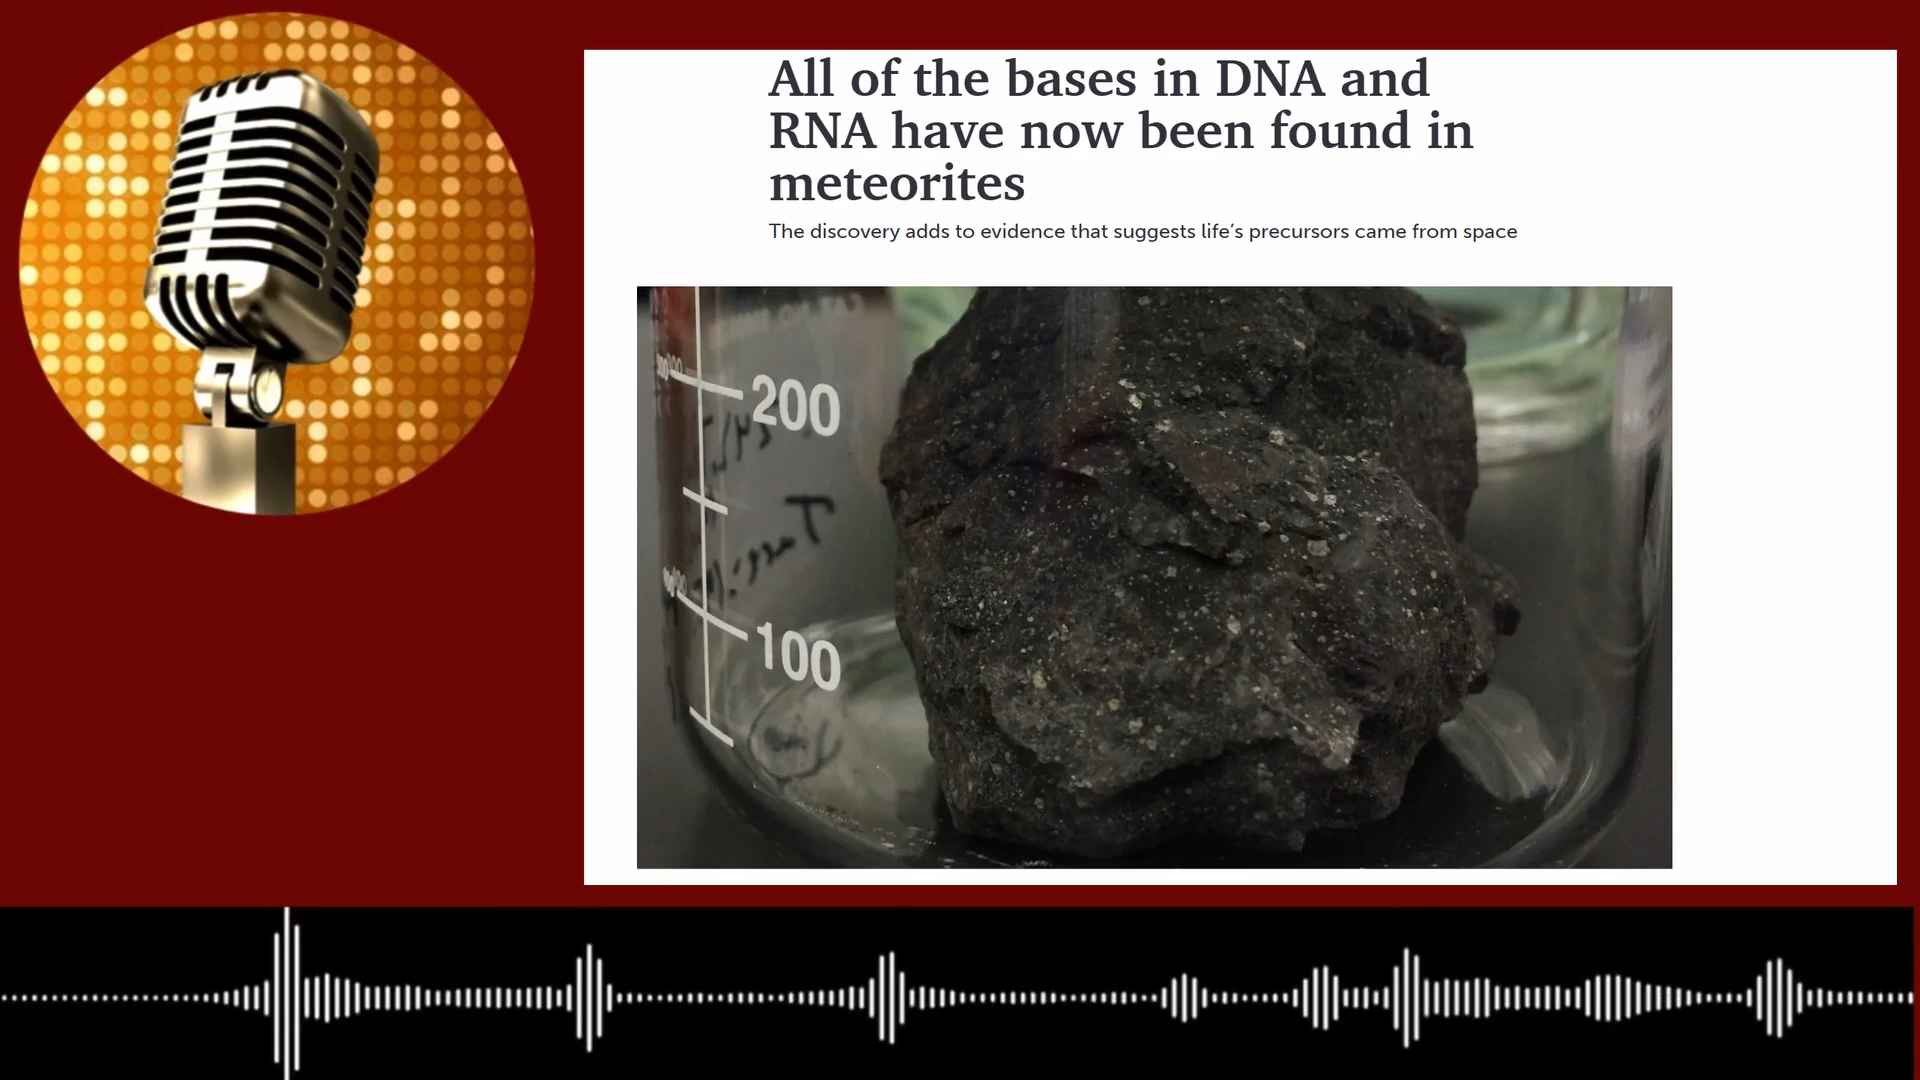 All of the bases in DNA and
RNA have now been found in
meteorites
The discovery adds to evidence that suggests life’s precursors came from space
200
100